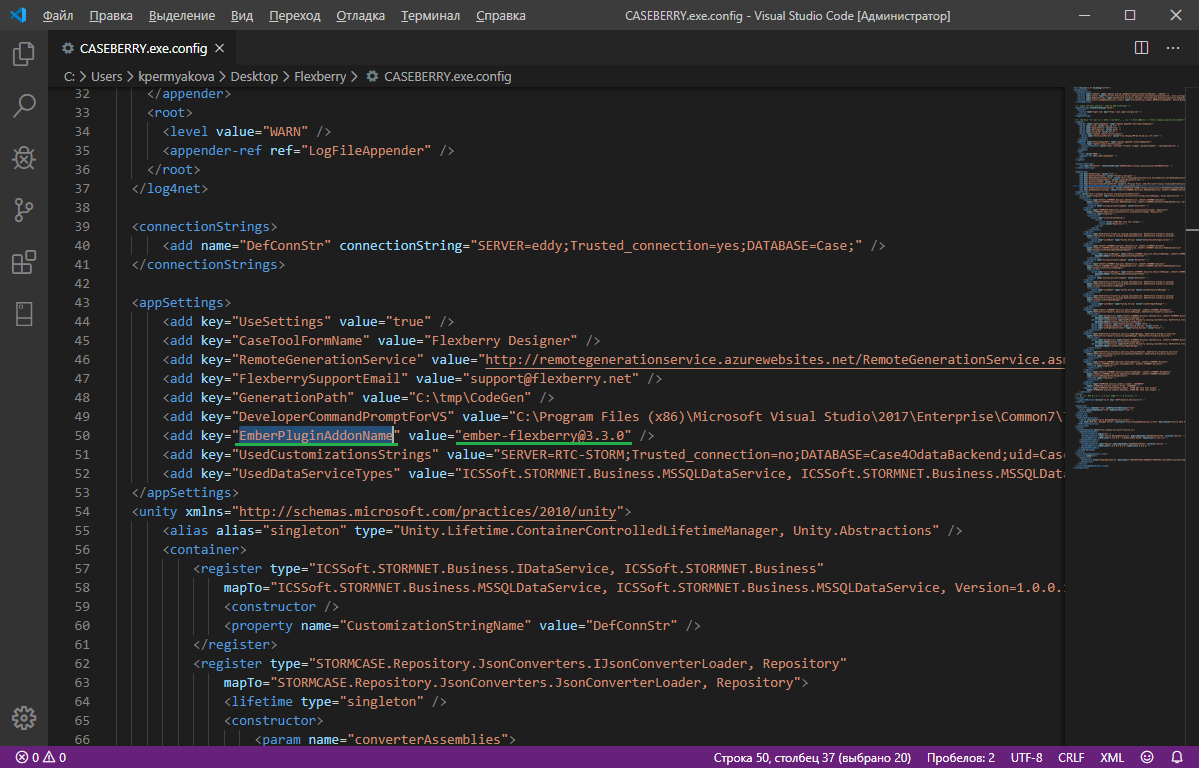 Файл Правка Выделение Вид Переход Отладка Терминал Справка CASEBERRY.exe.config - Visual Studio Code [Администратор]
CASEBERRY.exe.config
C: > Users > kpermyakova > Desktop > Flexberry > CASEBERRY.exe.config
32 </appender>
33 <root>
34 <level value="WARN" />
35 <appender-ref ref="LogFileAppender" />
36 </root>
37 </log4net>
38
39 <connectionStrings>
40 <add name="DefConnStr" connectionString="SERVER=eddy;Trusted_connection=yes;DATABASE=Case;" />
41 </connectionStrings>
42
43 <appSettings>
44 <add key="UseSettings" value="true" />
45 <add key="CaseToolFormName" value="Flexberry Designer" />
46 <add key="RemoteGenerationService" value="http://remotegenerationservice.azurewebsites.net/RemoteGenerationService.asm
47 <add key="FlexberrySupportEmail" value="support@flexberry.net" />
48 <add key="GenerationPath" value="C:\tmp\CodeGen" />
49 <add key="DeveloperCommandPromptForVS" value="C:\Program Files (x86)\Microsoft Visual Studio\2017\Enterprise\Common7\
50 <add key="EmberPluginAddonName" value="ember-flexberry@3.3.0" />
51 <add key="UsedCustomizationsStrings" value="SERVER=RTC-STORM;Trusted_connection=no;DATABASE=Case4OdataBackend;uid=Case
52 <add key="UsedDataServiceTypes" value="ICSSoft.STORMNET.Business.MSSQLDataService, ICSSoft.STORMNET.Business.MSSQLData
53 </appSettings>
54 <unity xmlns="http://schemas.microsoft.com/practices/2010/unity">
55 <alias alias="singleton" type="Unity.Lifetime.ContainerControlledLifetimeManager, Unity.Abstractions" />
56 <container>
57 <register type="ICSSoft.STORMNET.Business.IDataService, ICSSoft.STORMNET.Business"
58 mapTo="ICSSoft.STORMNET.Business.MSSQLDataService, ICSSoft.STORMNET.Business.MSSQLDataService, Version=1.0.0.
59 <constructor />
60 <property name="CustomizationStringName" value="DefConnStr" />
61 </register>
62 <register type="STORMCASE.Repository.JsonConverters.IJsonConverterLoader, Repository"
63 mapTo="STORMCASE.Repository.JsonConverters.JsonConverterLoader, Repository">
64 <lifetime type="singleton" />
65 <constructor>
66 <param name="converterAssemblies">
0 0 Строка 50, столбец 37 (выбрано 20) Пробелов: 2 UTF-8 CRLF XML